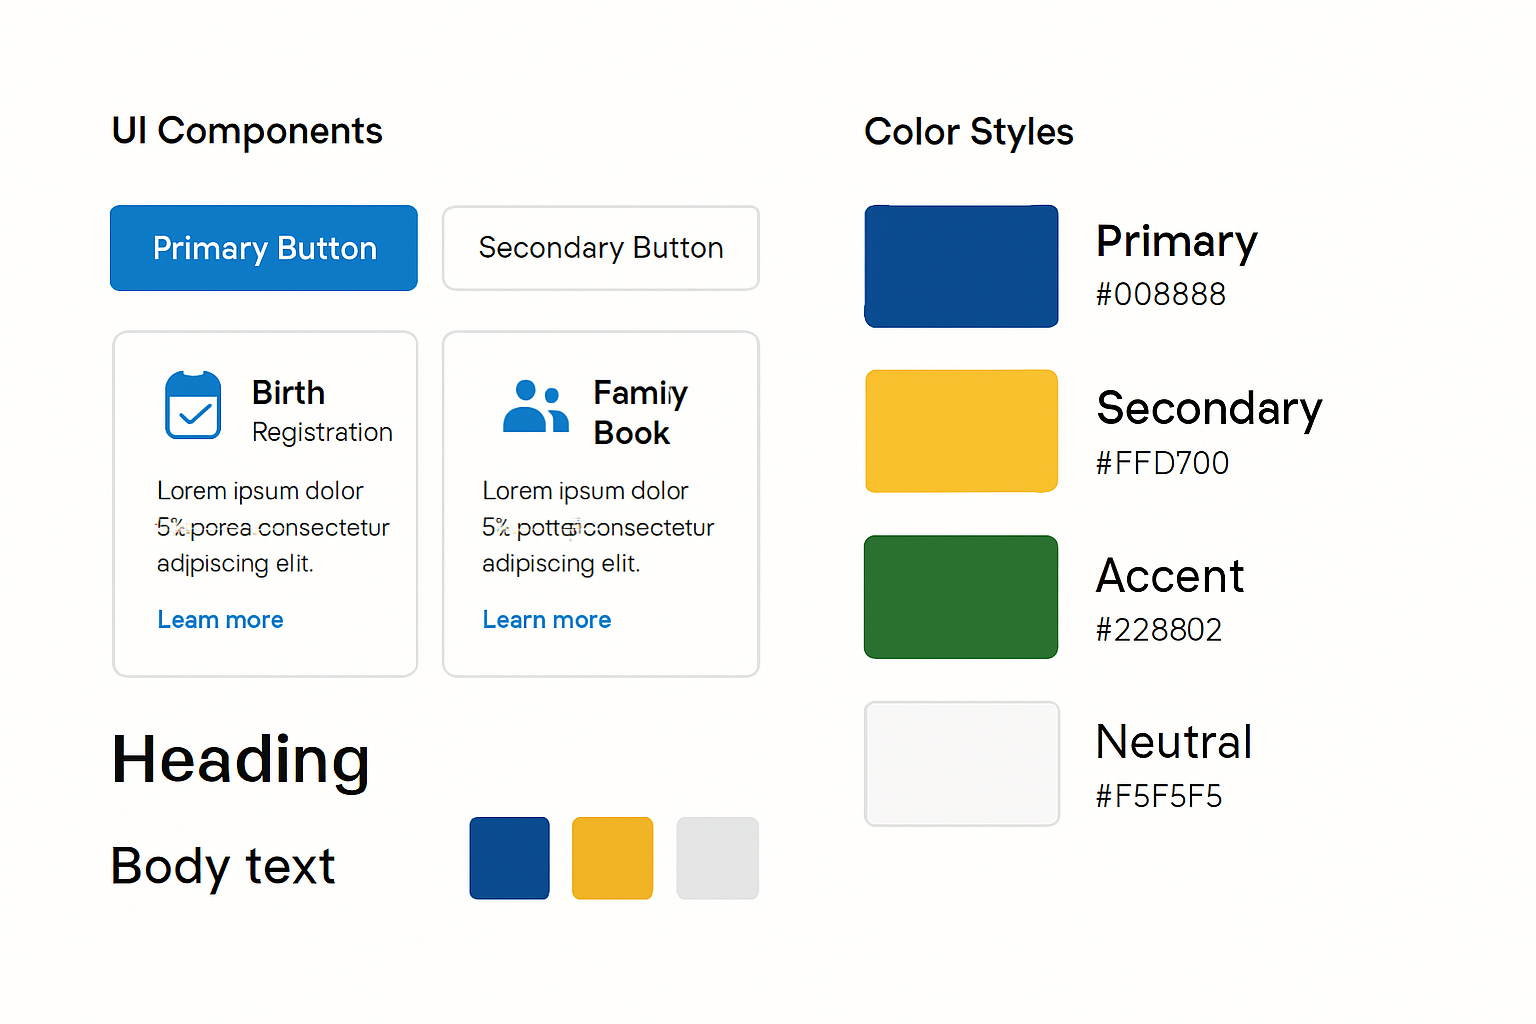 UI Components
Primary Button
Secondary Button
Birth
Registration
Lorem ipsum dolor
5% porea consectetur
adjpiscing elit.
Leam more
Famiy
Book
Lorem ipsum dolor
5% potte consectetur
adipiscing elit.
Learn more
Heading
Body text
Color Styles
Primary
#008888
Secondary
#FFD700
Accent
#228802
Neutral
#F5F5F5